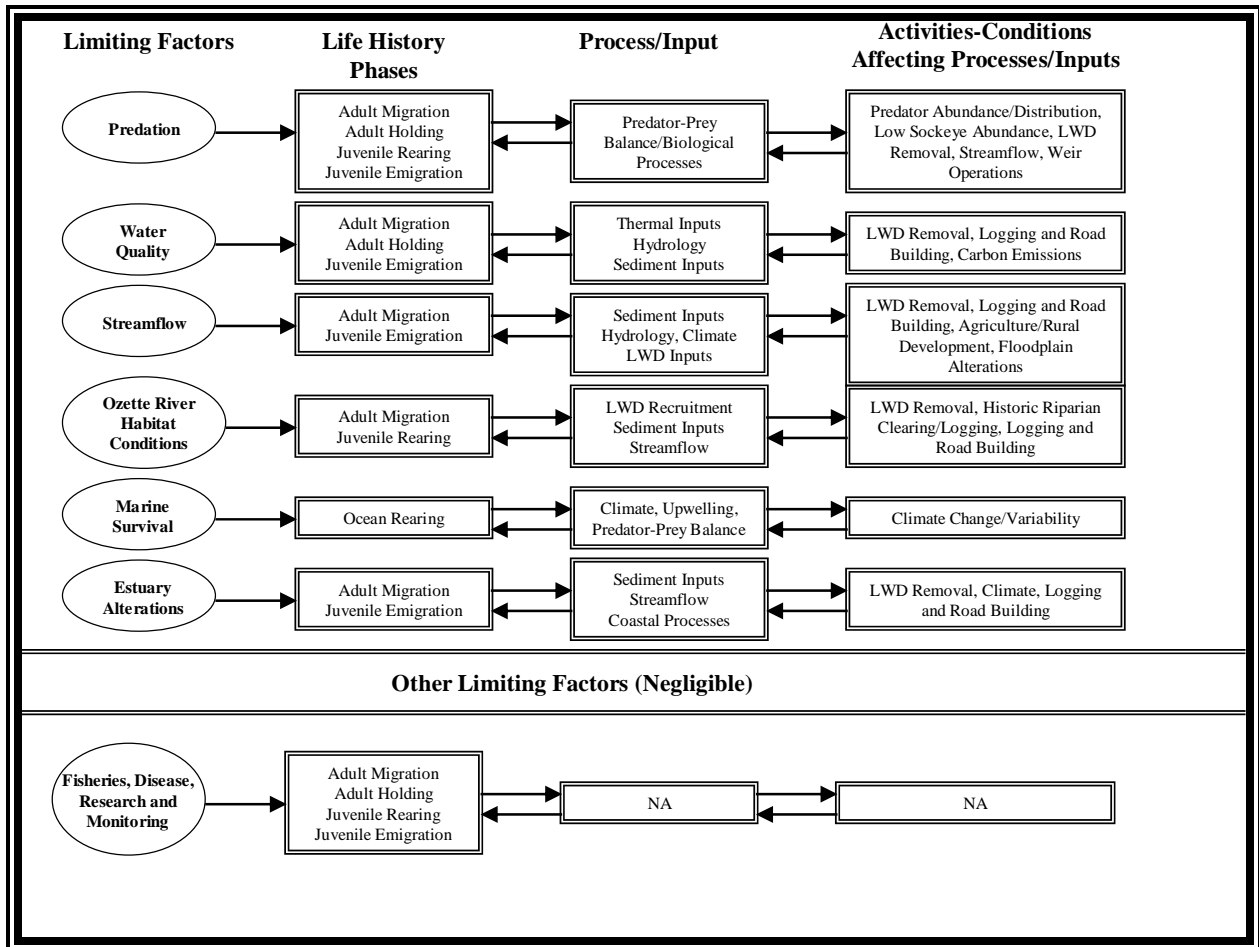 Limiting Factors
Life History
Phases
Process/Input
Activities-Conditions
Affecting Processes/Inputs
Predation
Adult Migration
Adult Holding
Juvenile Rearing
Juvenile Emigration
Predator-Prey
Balance/Biological
Processes
Predator Abundance/Distribution,
Low Sockeye Abundance, LWD
Removal, Streamflow, Weir
Operations
Water
Quality
Adult Migration
Adult Holding
Juvenile Emigration
Thermal Inputs
Hydrology
Sediment Inputs
LWD Removal, Logging and Road
Building, Carbon Emissions
Streamflow
Adult Migration
Juvenile Emigration
Sediment Inputs
Hydrology, Climate
LWD Inputs
LWD Removal, Logging and Road
Building, Agriculture/Rural
Development, Floodplain
Alterations
Ozette River
Habitat
Conditions
Adult Migration
Juvenile Rearing
LWD Recruitment
Sediment Inputs
Streamflow
LWD Removal, Historic Riparian
Clearing/Logging, Logging and
Road Building
Marine
Survival
Ocean Rearing
Climate, Upwelling,
Predator-Prey Balance
Climate Change/Variability
Estuary
Alterations
Adult Migration
Juvenile Emigration
Sediment Inputs
Streamflow
Coastal Processes
LWD Removal, Climate, Logging
and Road Building
Other Limiting Factors (Negligible)
Fisheries, Disease,
Research and
Monitoring
Adult Migration
Adult Holding
Juvenile Rearing
Juvenile Emigration
NA
NA